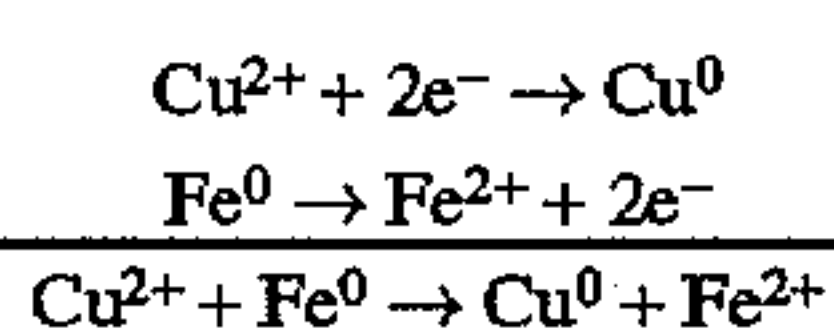 Cu²⁺ + 2e⁻ → Cu⁰
Fe⁰ → Fe²⁺ + 2e⁻
Cu²⁺ + Fe⁰ → Cu⁰ + Fe²⁺